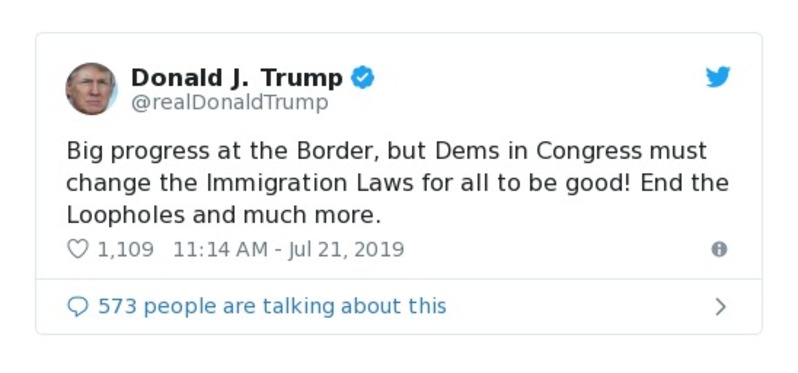 Donald J. Trump
@realDonaldTrump
Big progress at the Border, but Dems in Congress must
change the Immigration Laws for all to be good! End the
Loopholes and much more.
1,109 11:14 AM - Jul 21, 2019
573 people are talking about this